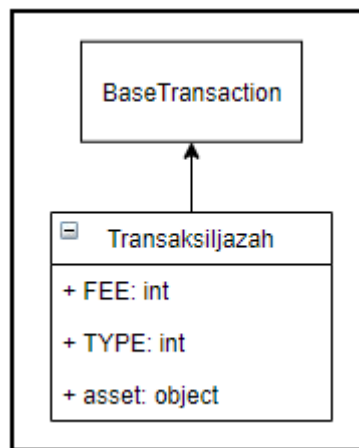 BaseTransaction
TransaksiIjazah
+ FEE: int
+ TYPE: int
+ asset: object